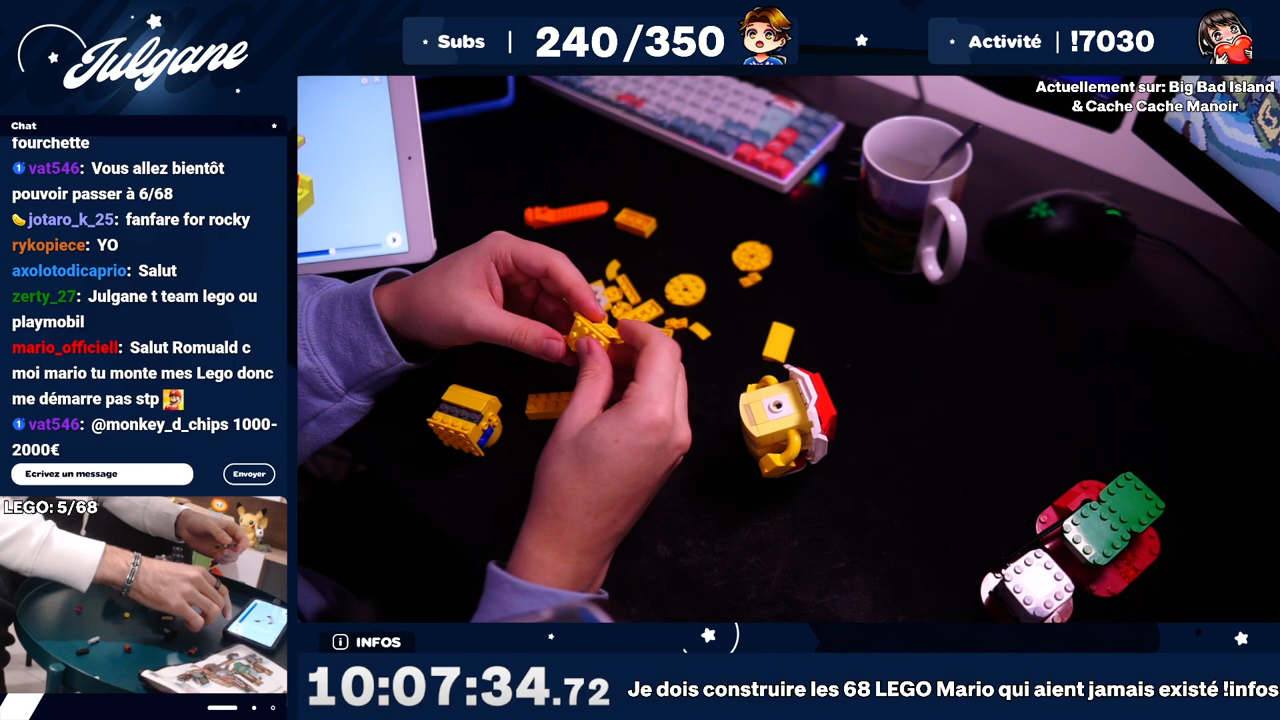 Julgane
Subs | 240/350
Activité | !7030
Actuellement sur: Big Bad Island
& Cache Cache Manoir
Chat
fourchette
vat546: Vous allez bientôt
pouvoir passer à 6/68
jotaro_k_25: fanfare for rocky
rykopiece: YO
axolotodicaprio: Salut
zerty_27: Julgane t team lego ou
playmobil
mario_officiell: Salut Romuald c
moi mario tu monte mes Lego donc
me démarre pas stp
vat546: @monkey_d_chips 1000-
2000€
Ecrivez un message
Envoyer
LEGO: 5/68
INFOS
10:07:34.72
Je dois construire les 68 LEGO Mario qui aient jamais existé !infos